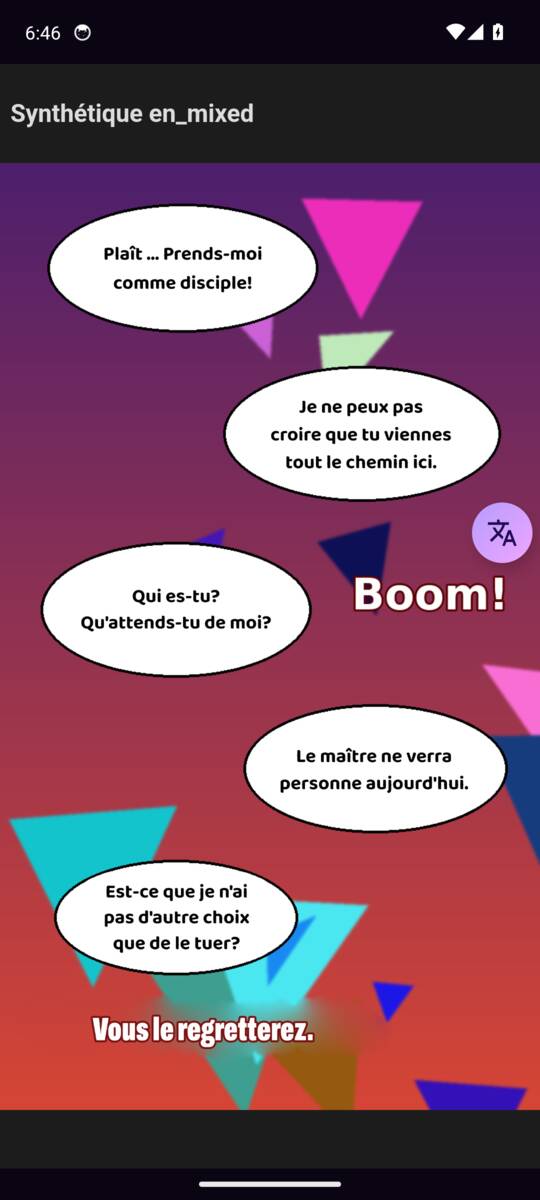 6:46
Synthétique en_mixed
Plaît ... Prends-moi
comme disciple!
Je ne peux pas
croire que tu viennes
tout le chemin ici.
Qui es-tu?
Qu'attends-tu de moi?
Boom!
Le maître ne verra
personne aujourd'hui.
Est-ce que je n'ai
pas d'autre choix
que de le tuer?
Vous le regretterez.